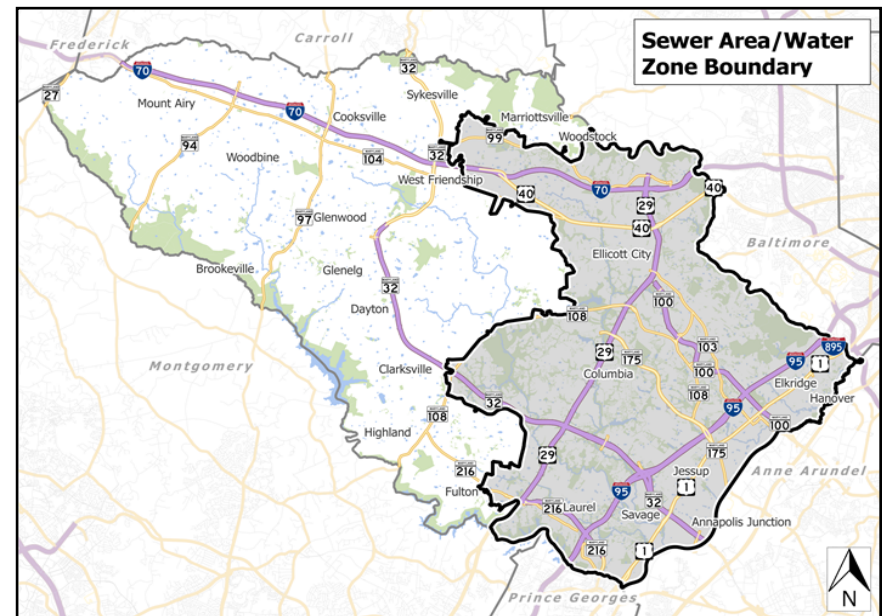 Sewer Area/Water
Zone Boundary
Frederick
Carroll
70
32
27
Mount Airy
Sykesville
70
Cooksville
Marriottsville
99
Woodstock
94
32
Woodbine
104
West Friendship
40
70
40
29
97
Glenwood
40
Baltimore
Ellicott City
Brookeville
Glenelg
32
100
Dayton
108
895
103
29
95
1
Montgomery
175
Clarksville
Columbia
100
Elkridge
32
108
Hanover
95
108
100
Highland
175
29
216
Jessup
Anne Arundel
Fulton
95
1
32
216
Laurel
Savage
Annapolis Junction
216
1
Prince Georges
N